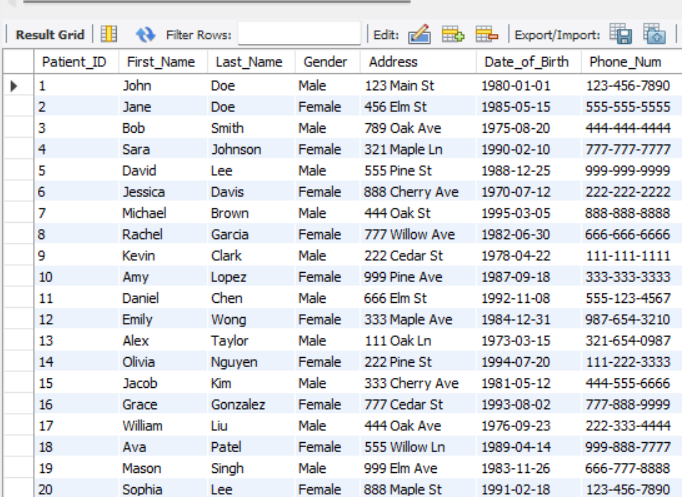 Result Grid Filter Rows: Edit: Export/Import:
Patient_ID First_Name Last_Name Gender Address Date_of_Birth Phone_Num
1 John Doe Male 123 Main St 1980-01-01 123-456-7890
2 Jane Doe Female 456 Elm St 1985-05-15 555-555-5555
3 Bob Smith Male 789 Oak Ave 1975-08-20 444-444-4444
4 Sara Johnson Female 321 Maple Ln 1990-02-10 777-777-7777
5 David Lee Male 555 Pine St 1988-12-25 999-999-9999
6 Jessica Davis Female 888 Cherry Ave 1970-07-12 222-222-2222
7 Michael Brown Male 444 Oak St 1995-03-05 888-888-8888
8 Rachel Garcia Female 777 Willow Ave 1982-06-30 666-666-6666
9 Kevin Clark Male 222 Cedar St 1978-04-22 111-111-1111
10 Amy Lopez Female 999 Pine Ave 1987-09-18 333-333-3333
11 Daniel Chen Male 666 Elm St 1992-11-08 555-123-4567
12 Emily Wong Female 333 Maple Ave 1984-12-31 987-654-3210
13 Alex Taylor Male 111 Oak Ln 1973-03-15 321-654-0987
14 Olivia Nguyen Female 222 Pine St 1994-07-20 111-222-3333
15 Jacob Kim Male 333 Cherry Ave 1981-05-12 444-555-6666
16 Grace Gonzalez Female 777 Cedar St 1993-08-02 777-888-9999
17 William Liu Male 444 Oak Ave 1976-09-23 222-333-4444
18 Ava Patel Female 555 Willow Ln 1989-04-14 999-888-7777
19 Mason Singh Male 999 Elm Ave 1983-11-26 666-777-8888
20 Sophia Lee Female 888 Maple St 1991-02-18 123-456-7890